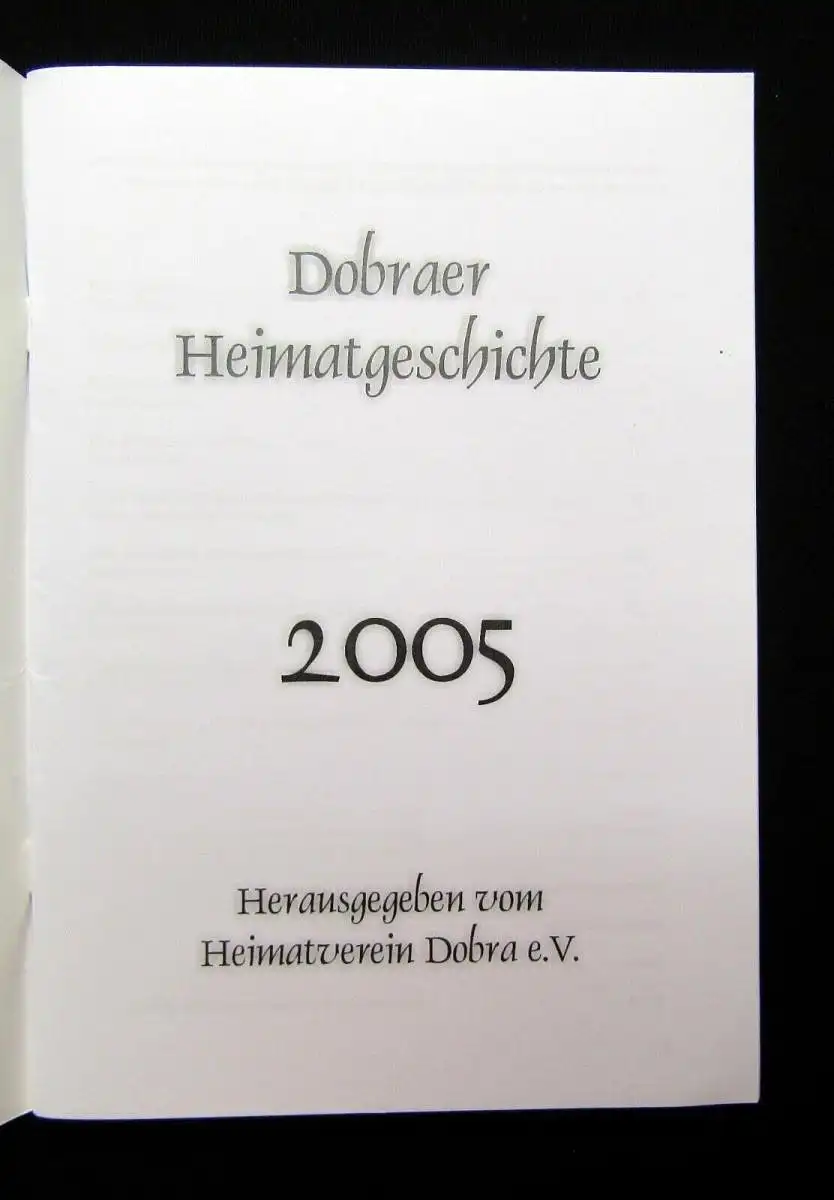 Dobraer
Heimatgeschichte
2005
Herausgegeben vom
Heimatverein Dobra e.V.